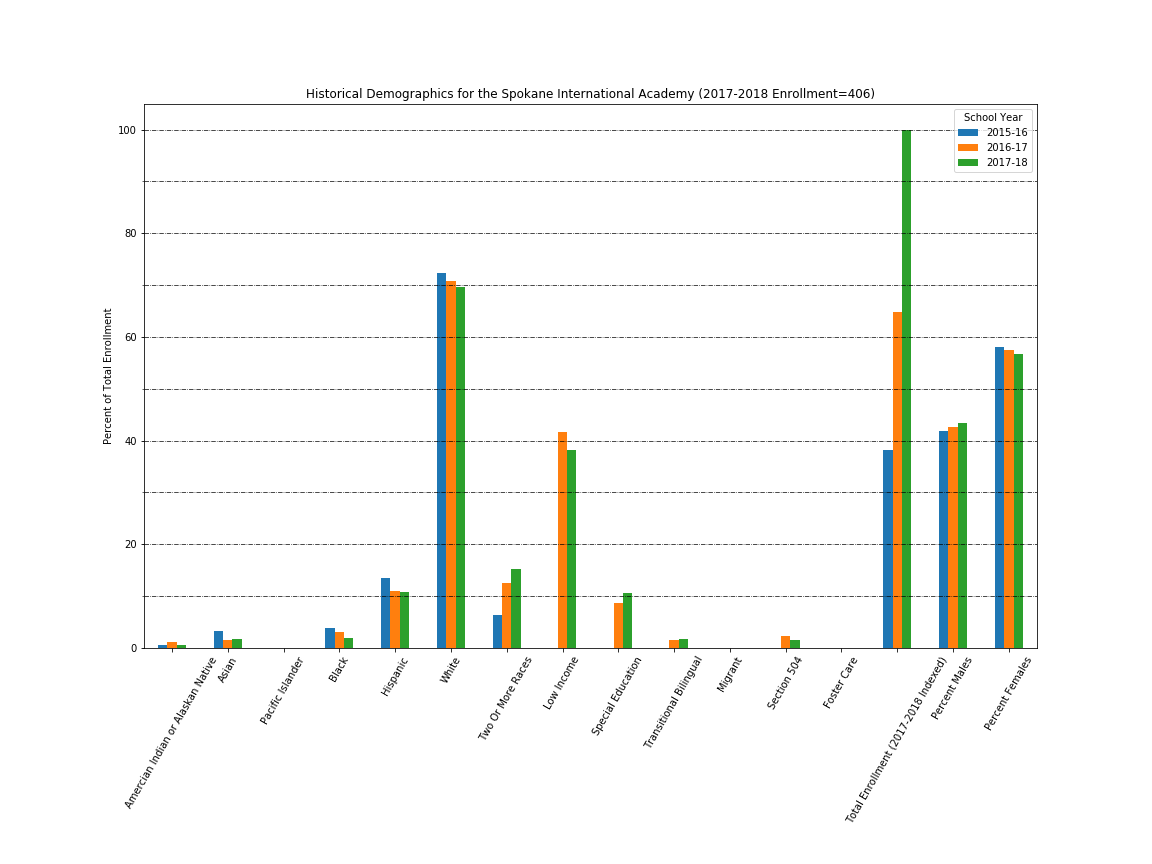 Historical Demographics for the Spokane International Academy (2017-2018 Enrollment=406)
School Year
2015-16
2016-17
2017-18
Percent of Total Enrollment
100
80
60
40
20
0
Amercian Indian or Alaskan Native
Asian
Pacific Islander
Black
Hispanic
White
Two Or More Races
Low Income
Special Education
Transitional Bilingual
Migrant
Section 504
Foster Care
Total Enrollment (2017-2018 Indexed)
Percent Males
Percent Females